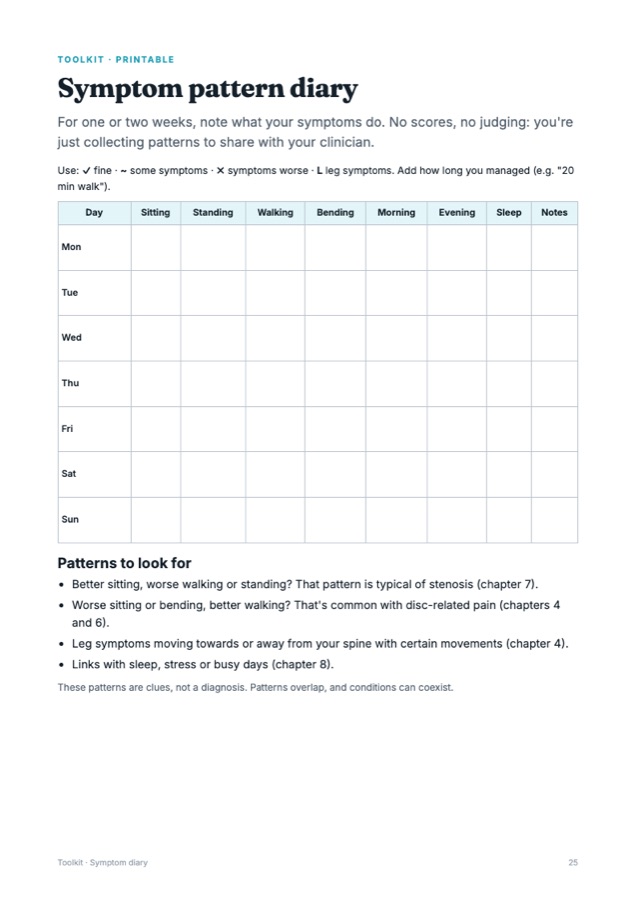 TOOLKIT · PRINTABLE
Symptom pattern diary
For one or two weeks, note what your symptoms do. No scores, no judging: you're
just collecting patterns to share with your clinician.
Use: ✓ fine · ~ some symptoms · ✕ symptoms worse · L leg symptoms. Add how long you managed (e.g. "20
min walk").
Day Sitting Standing Walking Bending Morning Evening Sleep Notes
Mon
Tue
Wed
Thu
Fri
Sat
Sun
Patterns to look for
• Better sitting, worse walking or standing? That pattern is typical of stenosis (chapter 7).
• Worse sitting or bending, better walking? That's common with disc-related pain (chapters 4
and 6).
• Leg symptoms moving towards or away from your spine with certain movements (chapter 4).
• Links with sleep, stress or busy days (chapter 8).
These patterns are clues, not a diagnosis. Patterns overlap, and conditions can coexist.
Toolkit · Symptom diary 25